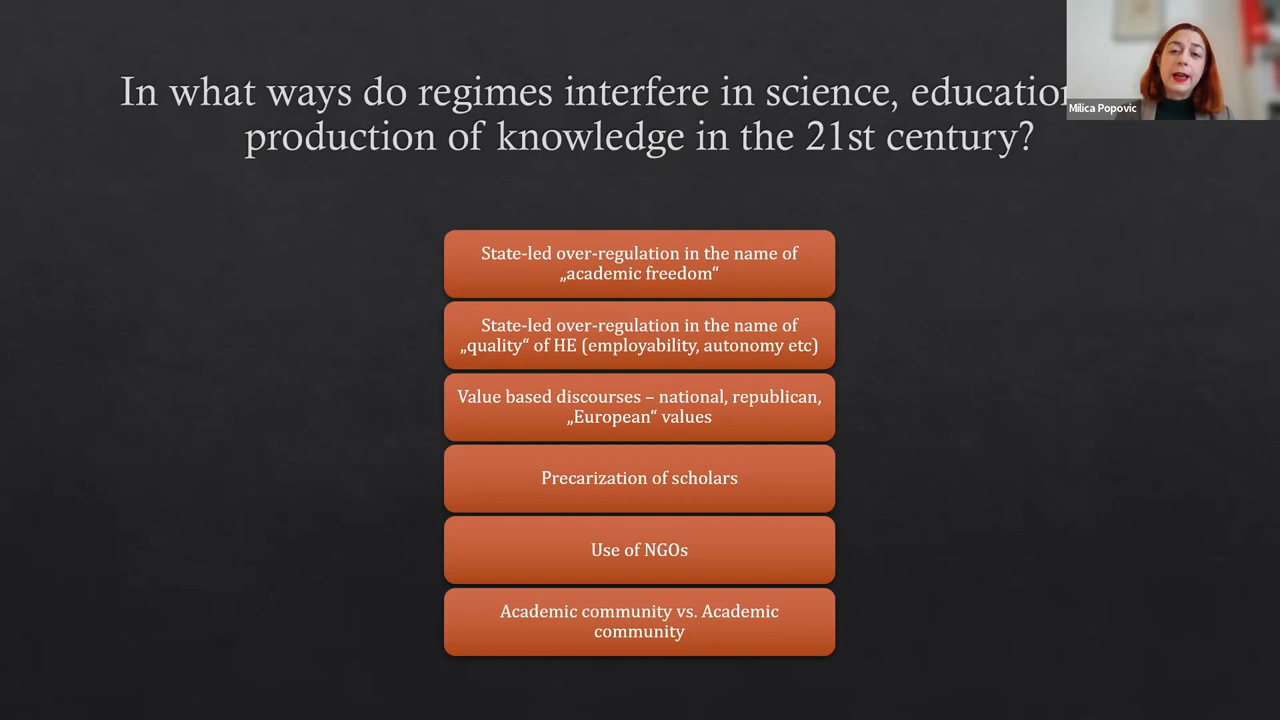 In what ways do regimes interfere in science, education
production of knowledge in the 21st century?
Milica Popovic
State-led over-regulation in the name of
„academic freedom“
State-led over-regulation in the name of
„quality“ of HE (employability, autonomy etc)
Value based discourses – national, republican,
„European“ values
Precarization of scholars
Use of NGOs
Academic community vs. Academic
community